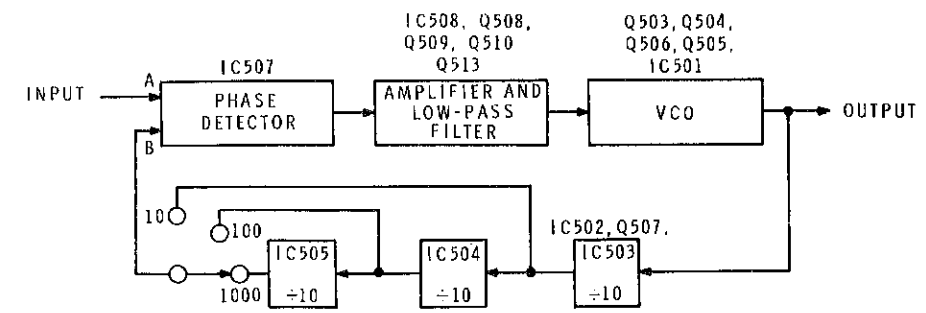 IC508, Q508,
Q509, Q510
Q513
Q503, Q504,
Q506, Q505,
IC501
IC507
INPUT
A
B
PHASE
DETECTOR
AMPLIFIER AND
LOW-PASS
FILTER
VCO
OUTPUT
10
100
1000
IC505
÷10
IC504
÷10
IC502, Q507,
IC503
÷10